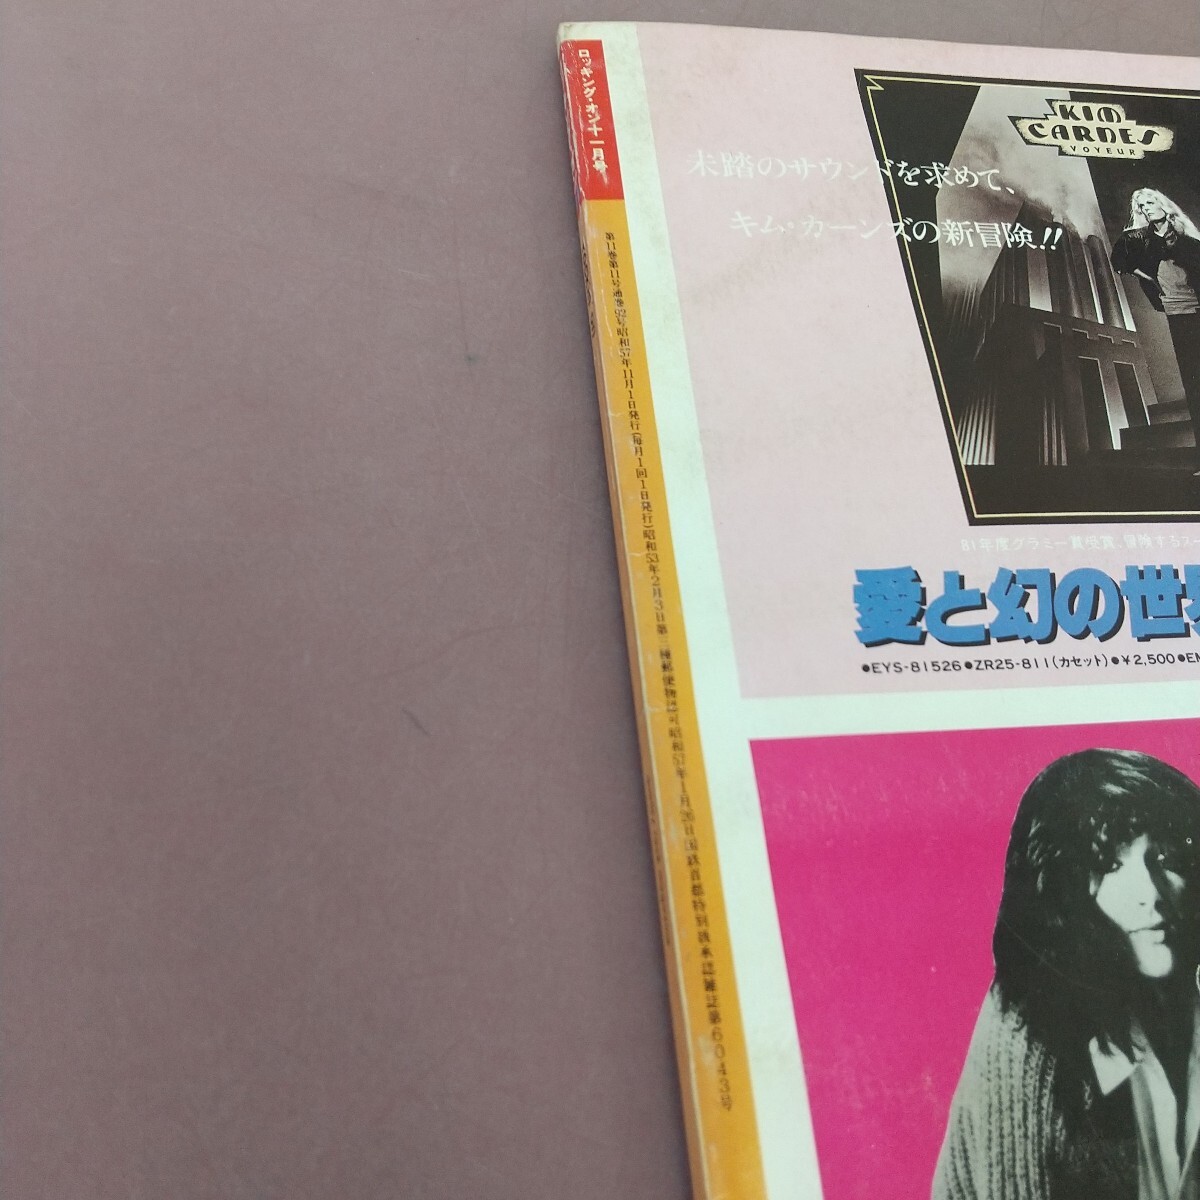 ロッキング・オン十一月号
第11巻第11号通巻92号昭和57年11月1日発行(毎月1回1日発行)昭和53年2月3日第三種郵便物認可昭和57年1月26日国鉄首都特別扱承認雑誌第6043号
KIM
CARNES
VOYEUR
未踏のサウンドを求めて、
キム・カーンズの新冒険!!
81年度グラミー賞受賞、冒険する
愛と幻の世界
●EYS-81526●ZR25-811(カセット)●¥2,500●EM